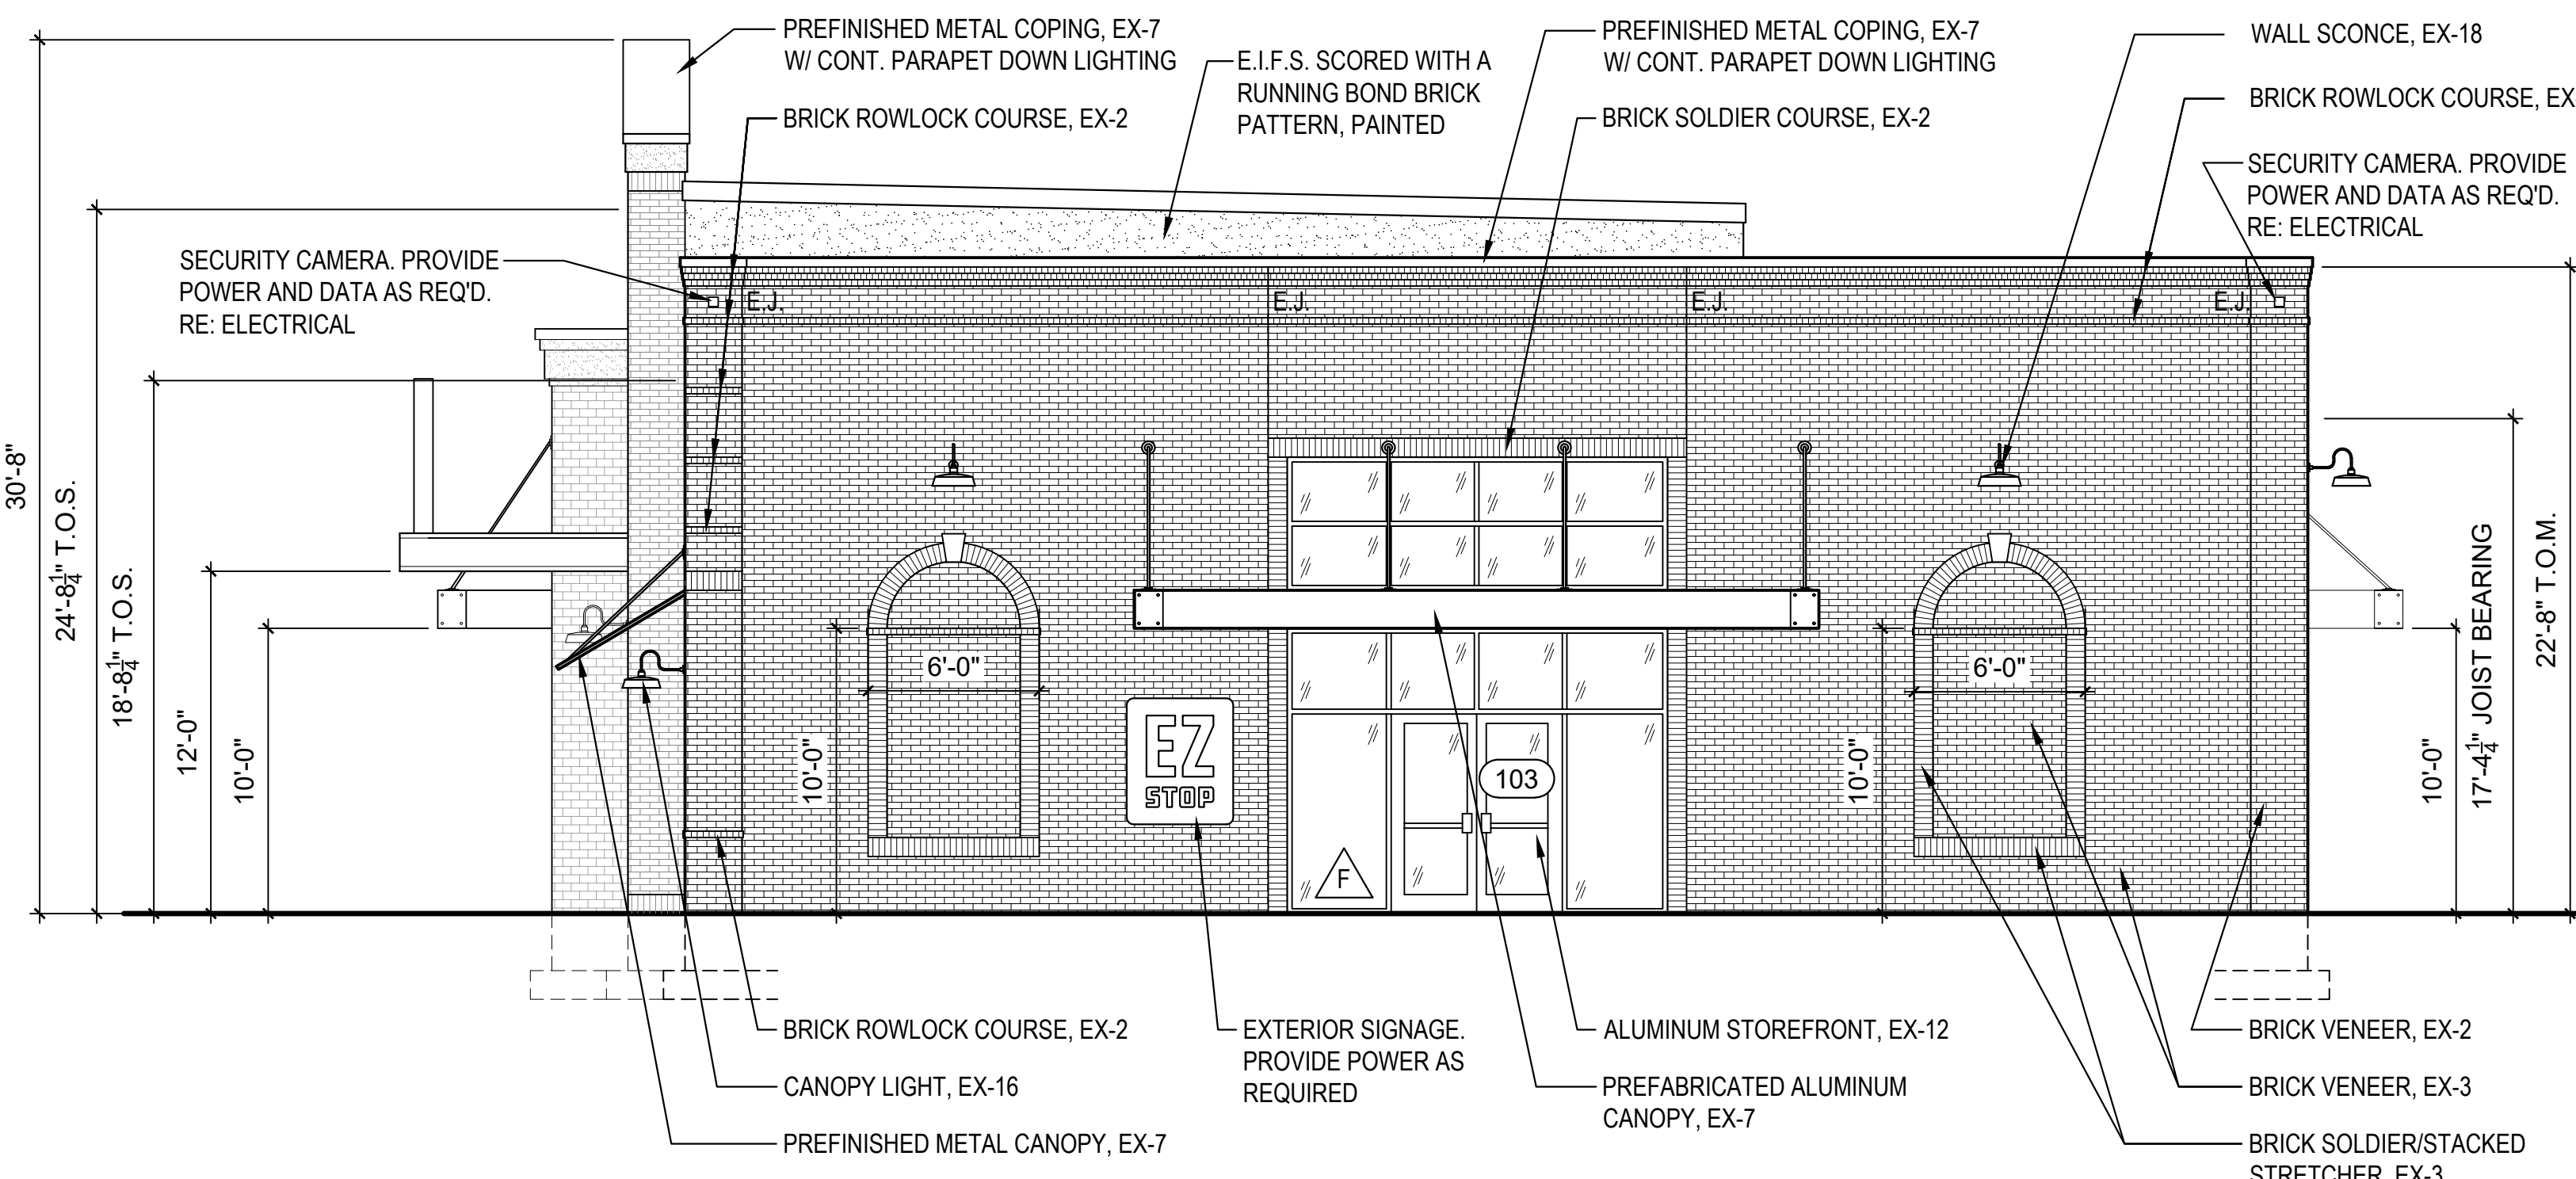 PREFINISHED METAL COPING, EX-7
W/ CONT. PARAPET DOWN LIGHTING
BRICK ROWLOCK COURSE, EX-2
E.I.F.S. SCORED WITH A
RUNNING BOND BRICK
PATTERN, PAINTED
PREFINISHED METAL COPING, EX-7
W/ CONT. PARAPET DOWN LIGHTING
BRICK SOLDIER COURSE, EX-2
WALL SCONCE, EX-18
BRICK ROWLOCK COURSE, EX
SECURITY CAMERA. PROVIDE
POWER AND DATA AS REQ'D.
RE: ELECTRICAL
SECURITY CAMERA. PROVIDE
POWER AND DATA AS REQ'D.
RE: ELECTRICAL
E.J.
E.J.
E.J.
E.J.
30'-8"
24'-8¼" T.O.S.
18'-8¼" T.O.S.
12'-0"
10'-0"
10'-0"
6'-0"
EZ
STOP
103
F
10'-0"
6'-0"
10'-0"
17'-4¼" JOIST BEARING
22'-8" T.O.M.
BRICK ROWLOCK COURSE, EX-2
CANOPY LIGHT, EX-16
PREFINISHED METAL CANOPY, EX-7
EXTERIOR SIGNAGE.
PROVIDE POWER AS
REQUIRED
ALUMINUM STOREFRONT, EX-12
PREFABRICATED ALUMINUM
CANOPY, EX-7
BRICK VENEER, EX-2
BRICK VENEER, EX-3
BRICK SOLDIER/STACKED
STRETCHER, EX-3